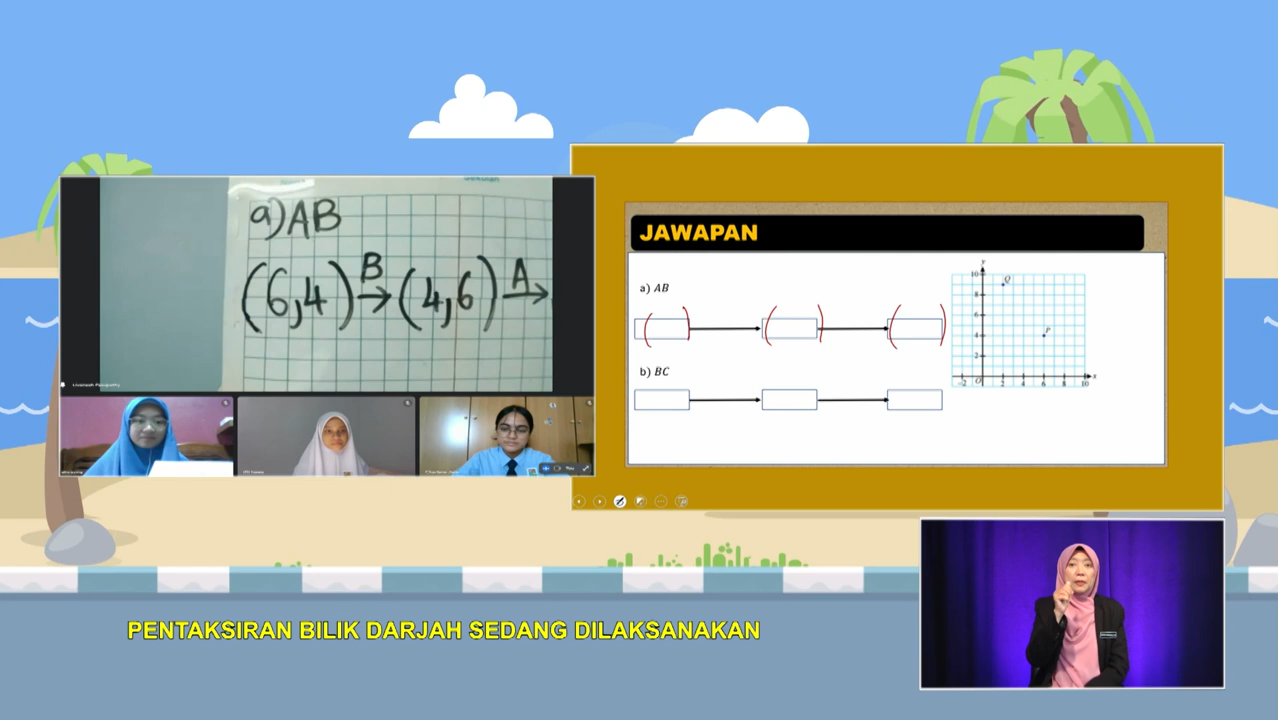 a) AB
(6,4) B→ (4,6) A→
JAWAPAN
a) AB
( ) ( ) ( )
b) BC
y
10
8
6
4
2
O
-2 2 4 6 8 10 x
Q
P
PENTAKSIRAN BILIK DARJAH SEDANG DILAKSANAKAN